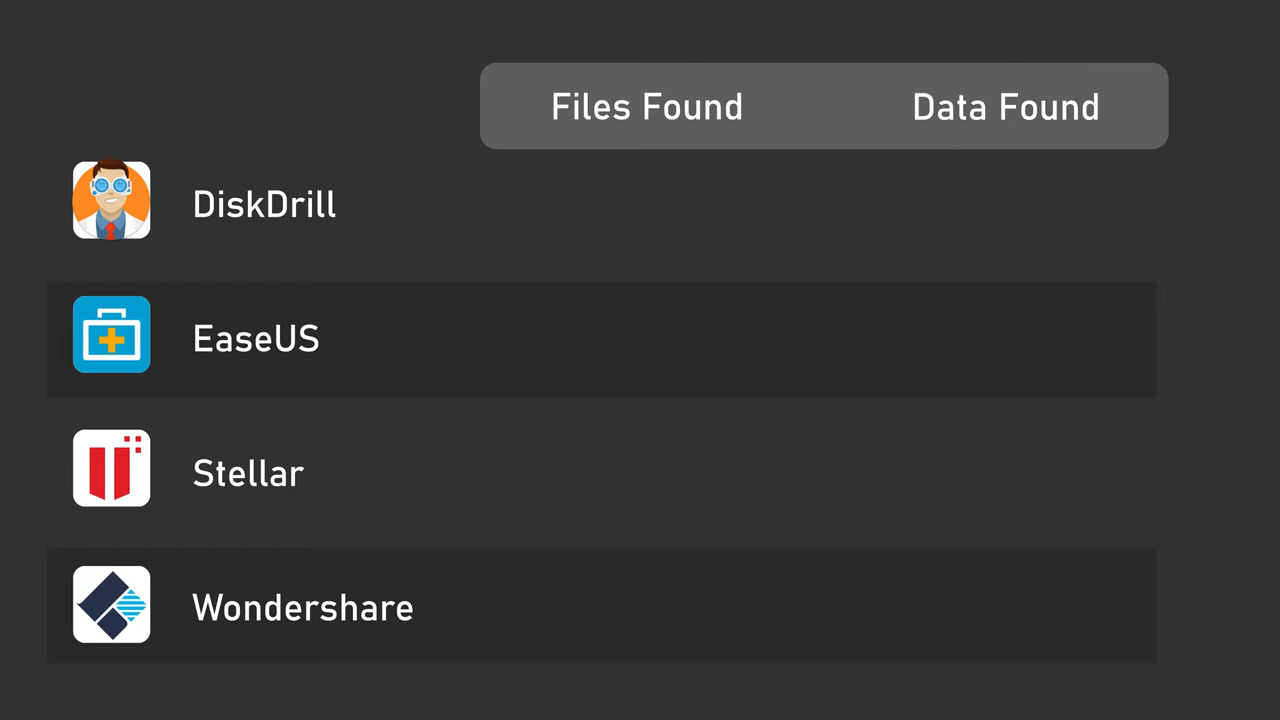 Files Found Data Found
DiskDrill
EaseUS
Stellar
Wondershare